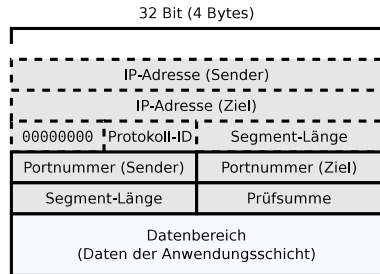 32 Bit (4 Bytes)
IP-Adresse (Sender)
IP-Adresse (Ziel)
00000000 Protokoll-ID Segment-Länge
Portnummer (Sender) Portnummer (Ziel)
Segment-Länge Prüfsumme
Datenbereich
(Daten der Anwendungsschicht)